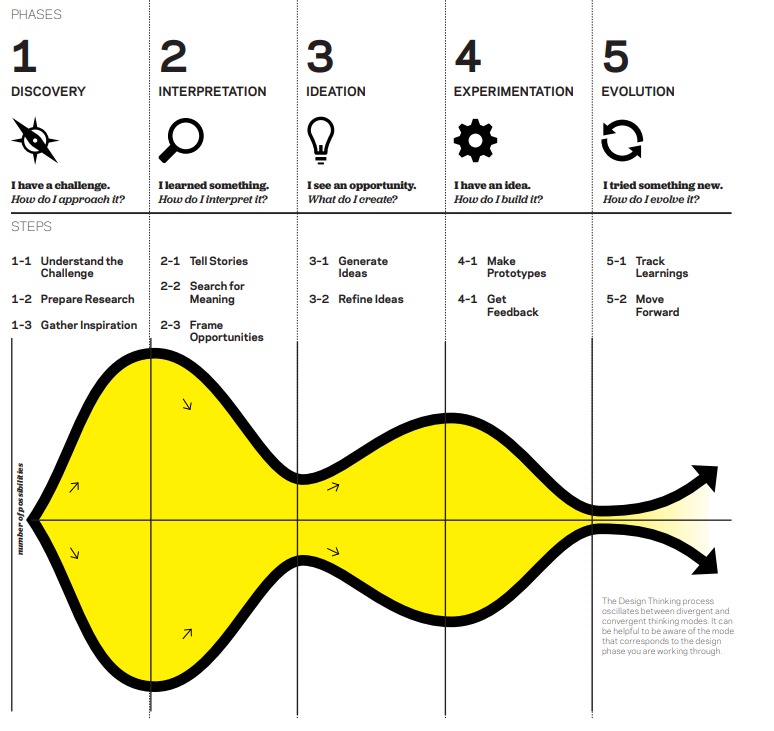 PHASES
1
DISCOVERY
I have a challenge.
How do I approach it?
2
INTERPRETATION
I learned something.
How do I interpret it?
3
IDEATION
I see an opportunity.
What do I create?
4
EXPERIMENTATION
I have an idea.
How do I build it?
5
EVOLUTION
I tried something new.
How do I evolve it?
STEPS
1-1 Understand the
Challenge
1-2 Prepare Research
1-3 Gather Inspiration
2-1 Tell Stories
2-2 Search for
Meaning
2-3 Frame
Opportunities
3-1 Generate
Ideas
3-2 Refine Ideas
4-1 Make
Prototypes
4-1 Get
Feedback
5-1 Track
Learnings
5-2 Move
Forward
number of possibilities
The Design Thinking process
oscillates between divergent and
convergent thinking modes. It can
be helpful to be aware of the mode
that corresponds to the design
phase you are working through.